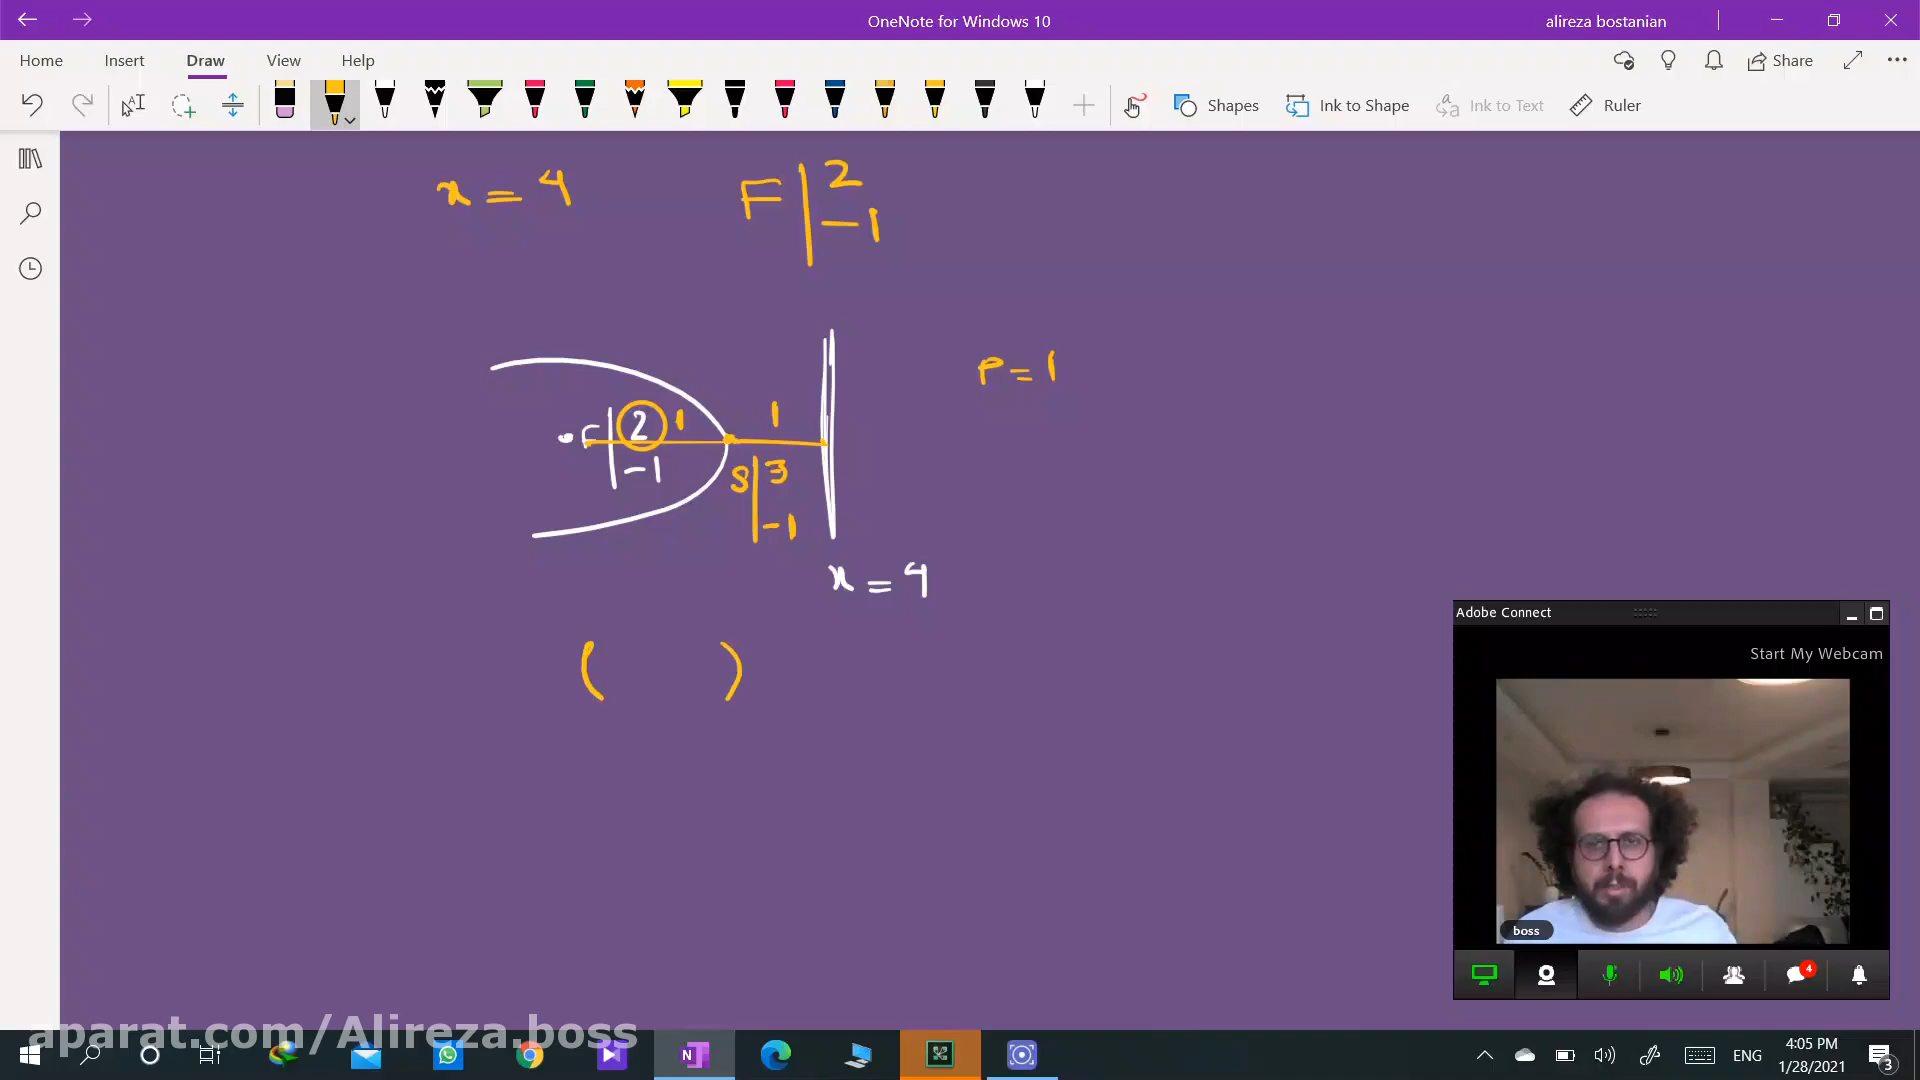 OneNote for Windows 10
alireza bostanian
Home Insert Draw View Help
Share
Shapes Ink to Shape Ink to Text Ruler
x = 4
F | 2
-1
P = 1
F | 2 1
-1
1
S | 3
-1
x = 4
( )
Adobe Connect
Start My Webcam
boss
4
aparat.com/Alireza.boss
ENG
4:05 PM
1/28/2021
3